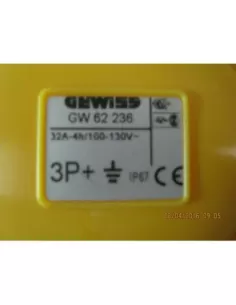 GEWISS
GW 62 236
32A-4h/100-130V~
3P+ IP67 CE